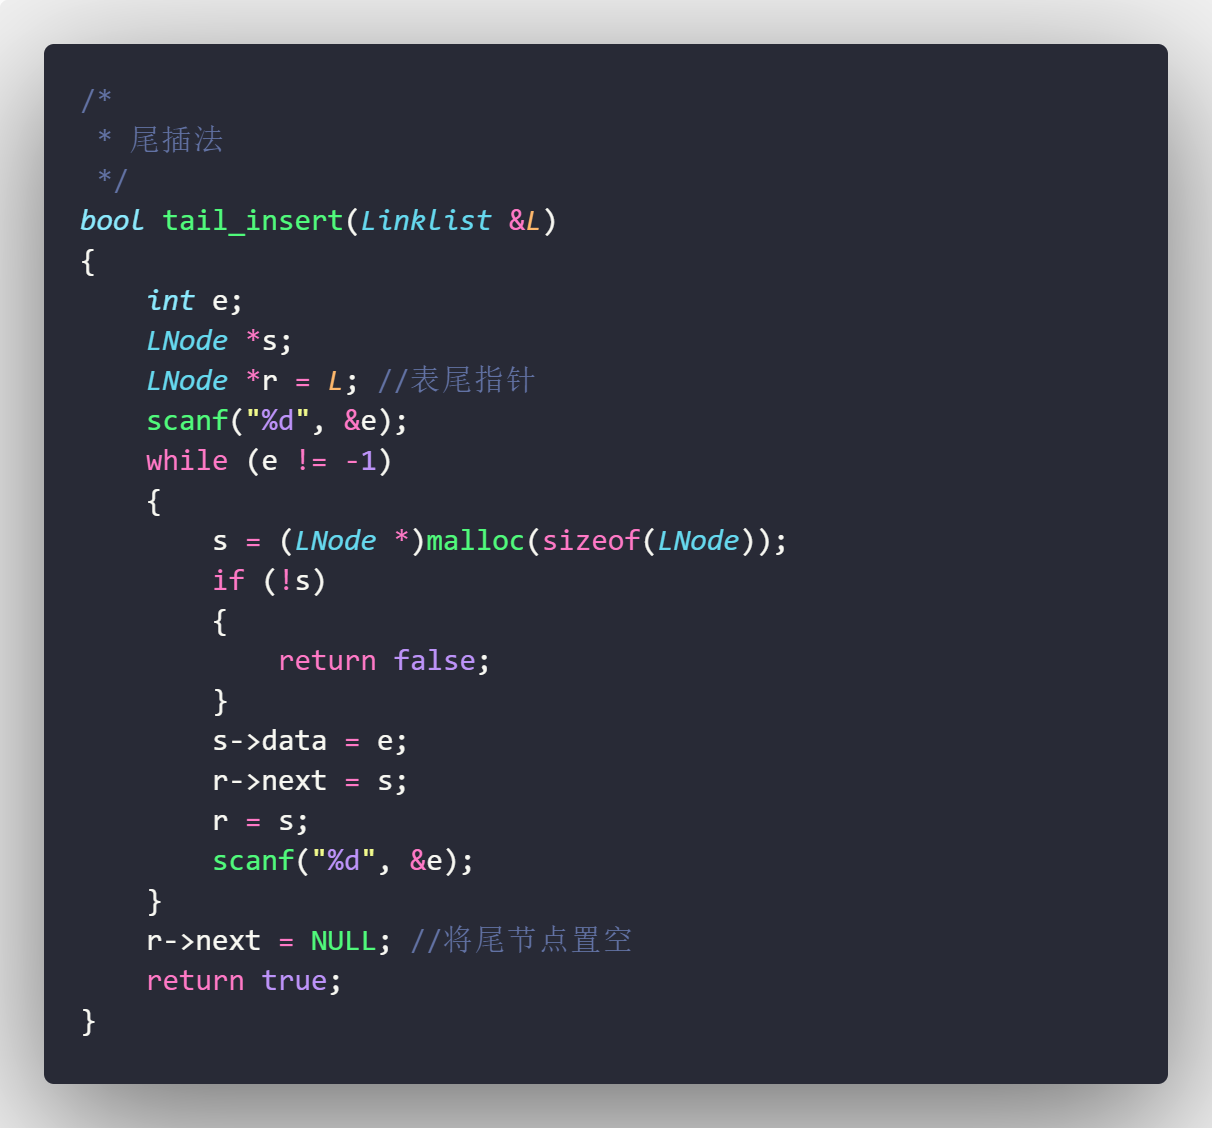 /*
 * 尾插法
 */
bool tail_insert(Linklist &L)
{
    int e;
    LNode *s;
    LNode *r = L; //表尾指针
    scanf("%d", &e);
    while (e != -1)
    {
        s = (LNode *)malloc(sizeof(LNode));
        if (!s)
        {
            return false;
        }
        s->data = e;
        r->next = s;
        r = s;
        scanf("%d", &e);
    }
    r->next = NULL; //将尾节点置空
    return true;
}